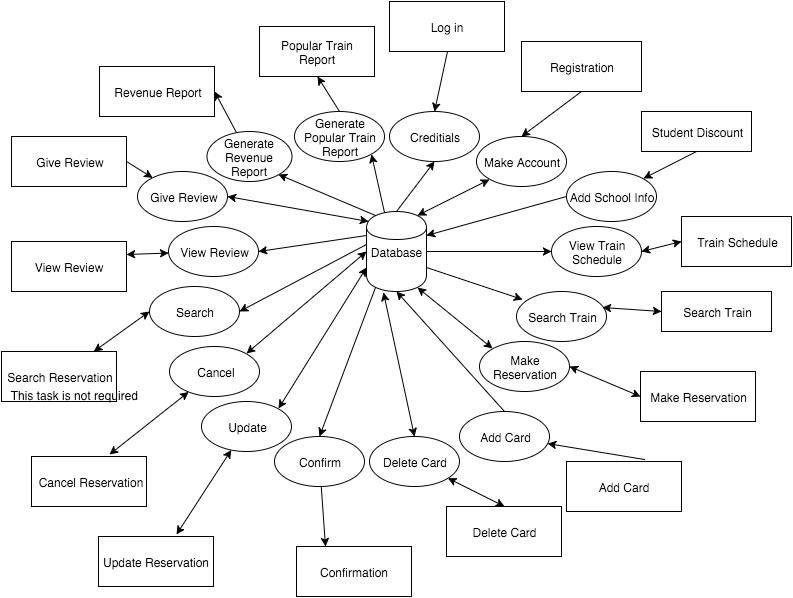 Log in
Popular Train
Report
Registration
Revenue Report
Student Discount
Generate
Popular Train
Report
Creditials
Generate
Revenue
Report
Make Account
Give Review
Give Review
Add School Info
View Review
View Review
Database
View Train
Schedule
Train Schedule
Search
Search Train
Search Train
Search Reservation
This task is not required
Cancel
Make
Reservation
Make Reservation
Update
Add Card
Confirm
Delete Card
Cancel Reservation
Add Card
Delete Card
Update Reservation
Confirmation